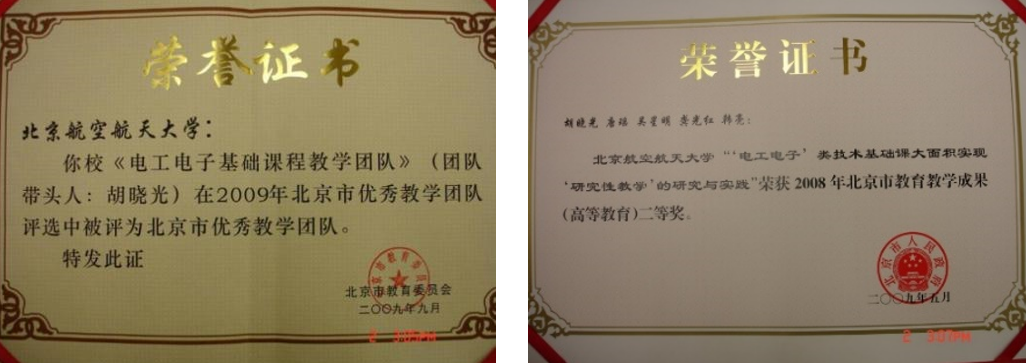 荣誉证书
北京航空航天大学：
你校《电工电子基础课程教学团队》（团队
带头人：胡晓光）在2009年北京市优秀教学团队
评选中被评为北京市优秀教学团队。
特发此证
北京市教育委员会
二〇〇九年九月
荣誉证书
胡晓光 唐瑶 吴星明 龚光红 韩亮：
北京航空航天大学“‘电工电子’类技术基础课大面积实现
‘研究性教学’的研究与实践”荣获2008年北京市教育教学成果
(高等教育)二等奖。
北京市人民政府
二〇〇九年五月